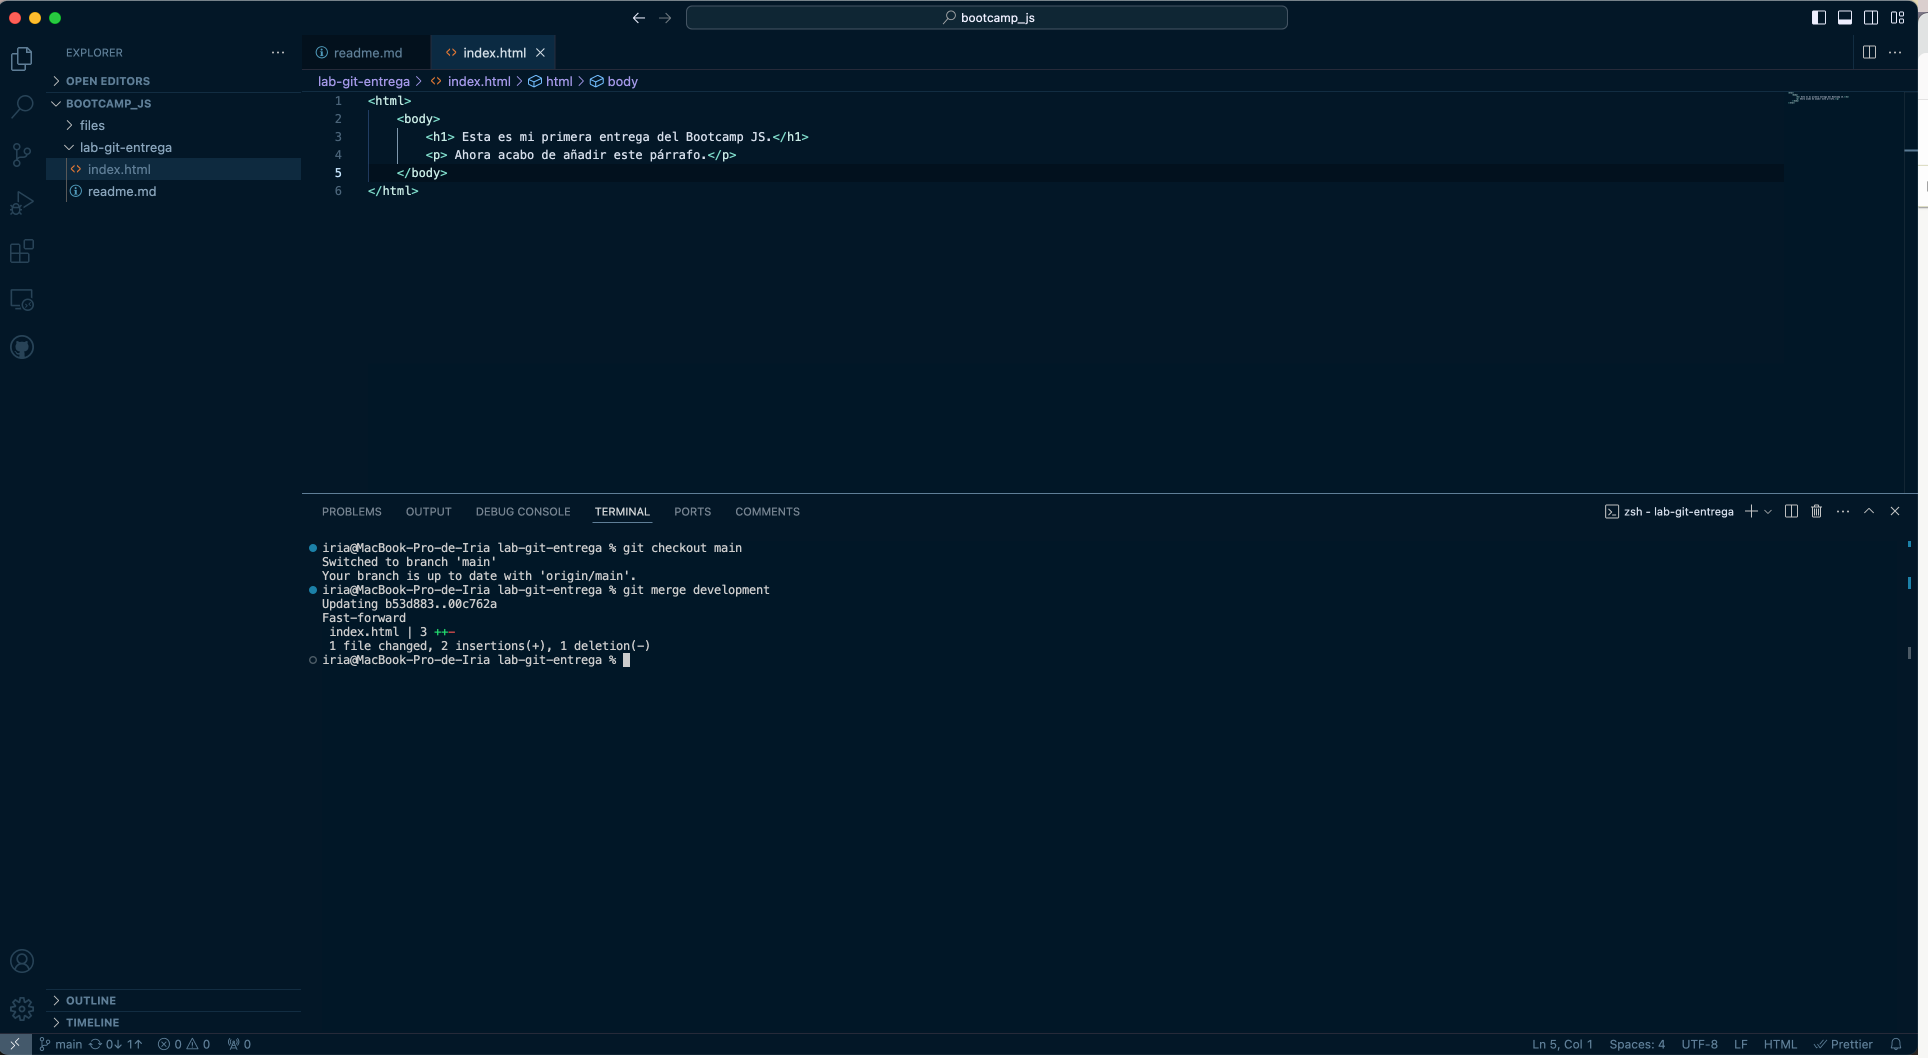 bootcamp_js
EXPLORER
OPEN EDITORS
BOOTCAMP_JS
files
lab-git-entrega
index.html
readme.md
readme.md
index.html
lab-git-entrega > index.html > html > body
1 <html>
2 <body>
3 <h1> Esta es mi primera entrega del Bootcamp JS.</h1>
4 <p> Ahora acabo de añadir este párrafo.</p>
5 </body>
6 </html>
PROBLEMS OUTPUT DEBUG CONSOLE TERMINAL PORTS COMMENTS
zsh - lab-git-entrega
iria@MacBook-Pro-de-Iria lab-git-entrega % git checkout main
Switched to branch 'main'
Your branch is up to date with 'origin/main'.
iria@MacBook-Pro-de-Iria lab-git-entrega % git merge development
Updating b53d883..00c762a
Fast-forward
index.html | 3 ++-
1 file changed, 2 insertions(+), 1 deletion(-)
iria@MacBook-Pro-de-Iria lab-git-entrega %
OUTLINE
TIMELINE
main 0↓ 1↑ 0 0 0
Ln 5, Col 1 Spaces: 4 UTF-8 LF HTML Prettier